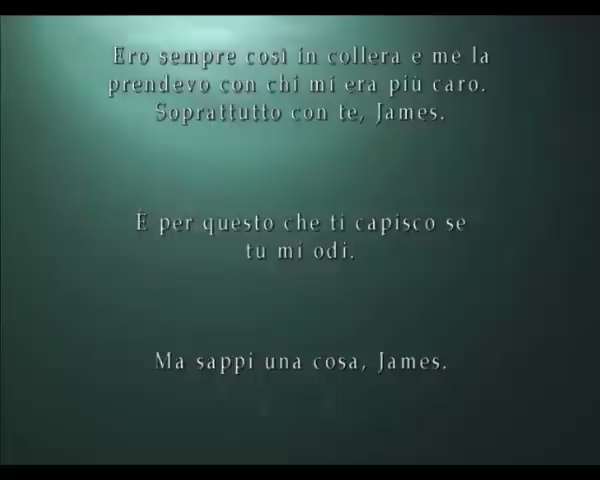 Ero sempre così in collera e me la
prendevo con chi mi era più caro.
Soprattutto con te, James.
È per questo che ti capisco se
tu mi odi.
Ma sappi una cosa, James.